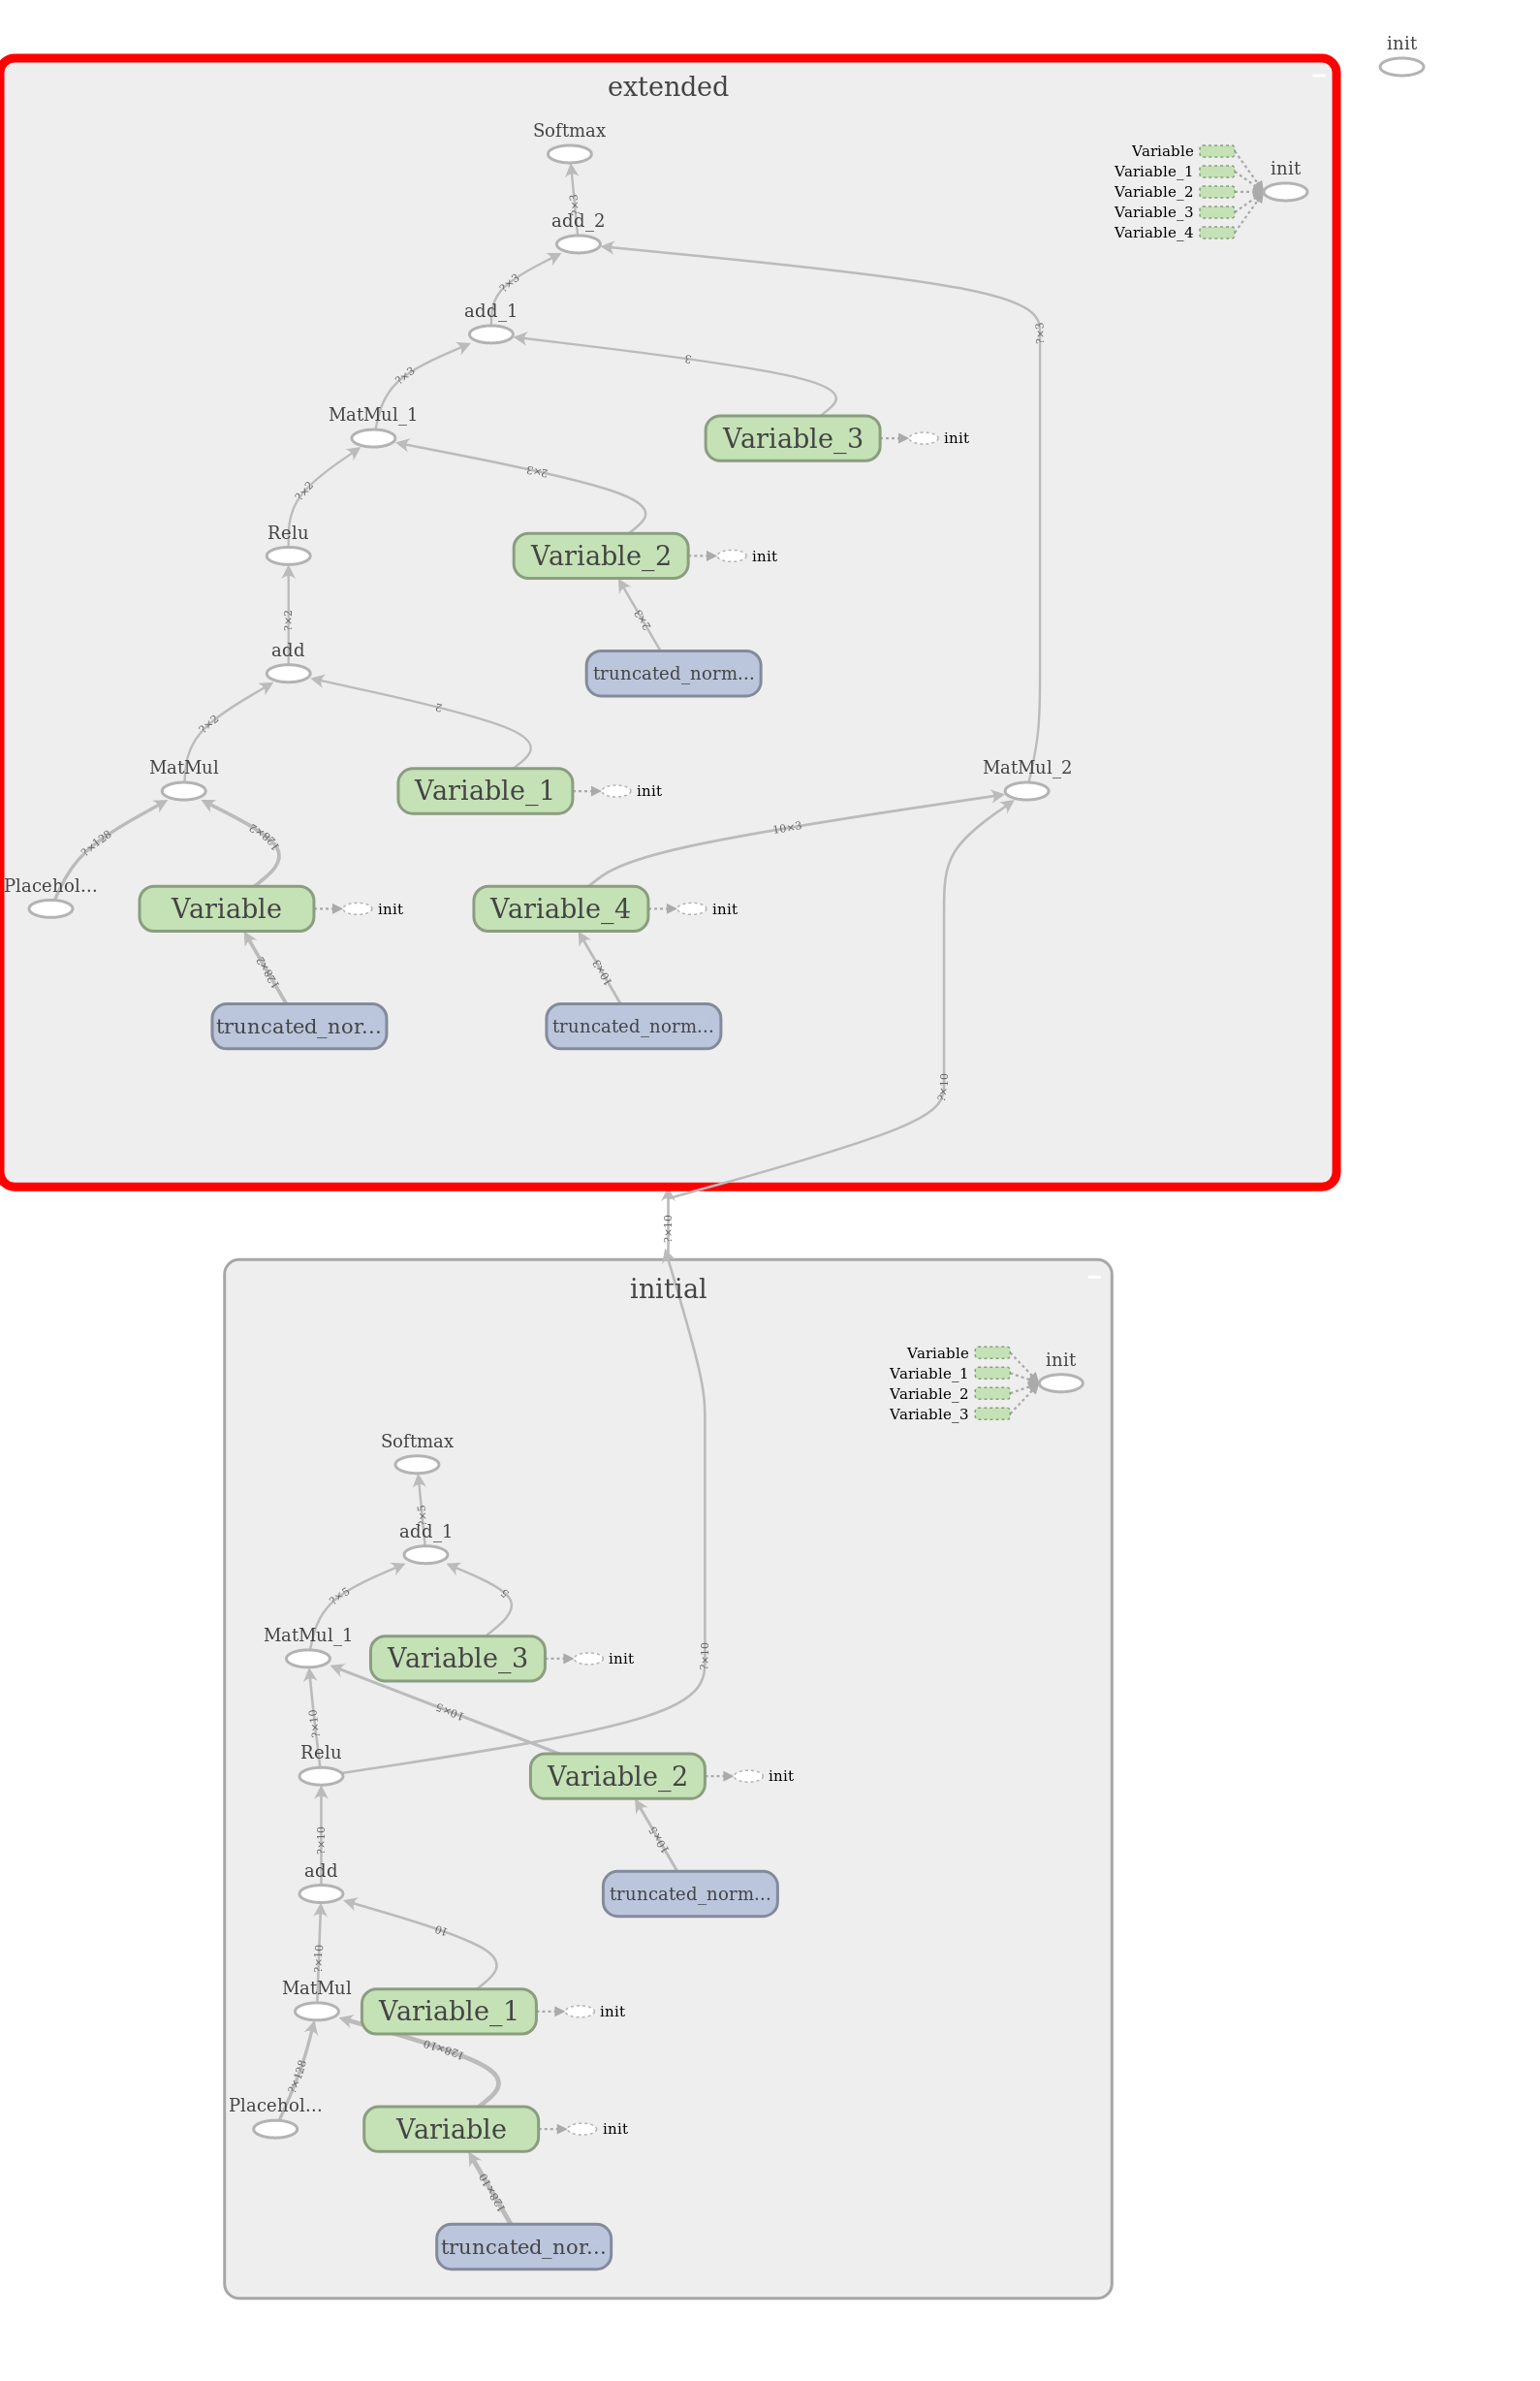 init
extended
Softmax
Variable
Variable_1
Variable_2
Variable_3
Variable_4
init
?×3
add_2
?×3
add_1
?×3
3
?×3
MatMul_1
Variable_3
init
2×3
?×2
Relu
Variable_2
init
?×2
2×3
add
truncated_norm...
2
?×2
MatMul
Variable_1
init
MatMul_2
?×128
128×2
10×3
Placehol...
Variable
init
Variable_4
init
128×2
10×3
truncated_nor...
truncated_norm...
?×10
?×10
initial
Variable
Variable_1
Variable_2
Variable_3
init
Softmax
?×5
add_1
?×5
5
MatMul_1
Variable_3
init
?×10
10×5
?×10
Relu
Variable_2
init
?×10
10×5
add
truncated_norm...
10
?×10
MatMul
Variable_1
init
128×10
?×128
Placehol...
Variable
init
128×10
truncated_nor...